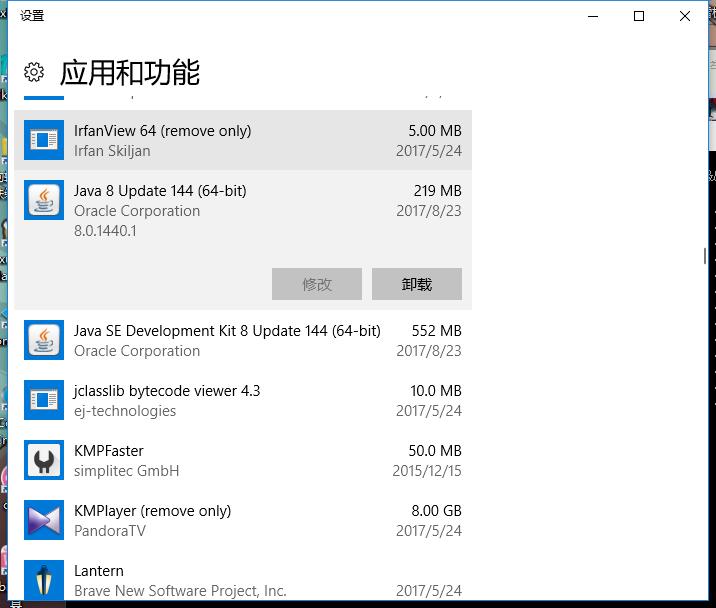 设置
应用和功能
IrfanView 64 (remove only)
5.00 MB
Irfan Skiljan
2017/5/24
Java 8 Update 144 (64-bit)
219 MB
Oracle Corporation
2017/8/23
8.0.1440.1
修改
卸载
Java SE Development Kit 8 Update 144 (64-bit)
552 MB
Oracle Corporation
2017/8/23
jclasslib bytecode viewer 4.3
10.0 MB
ej-technologies
2017/5/24
KMPFaster
50.0 MB
simplitec GmbH
2015/12/15
KMPlayer (remove only)
8.00 GB
PandoraTV
2017/5/24
Lantern
Brave New Software Project, Inc.
2017/5/24